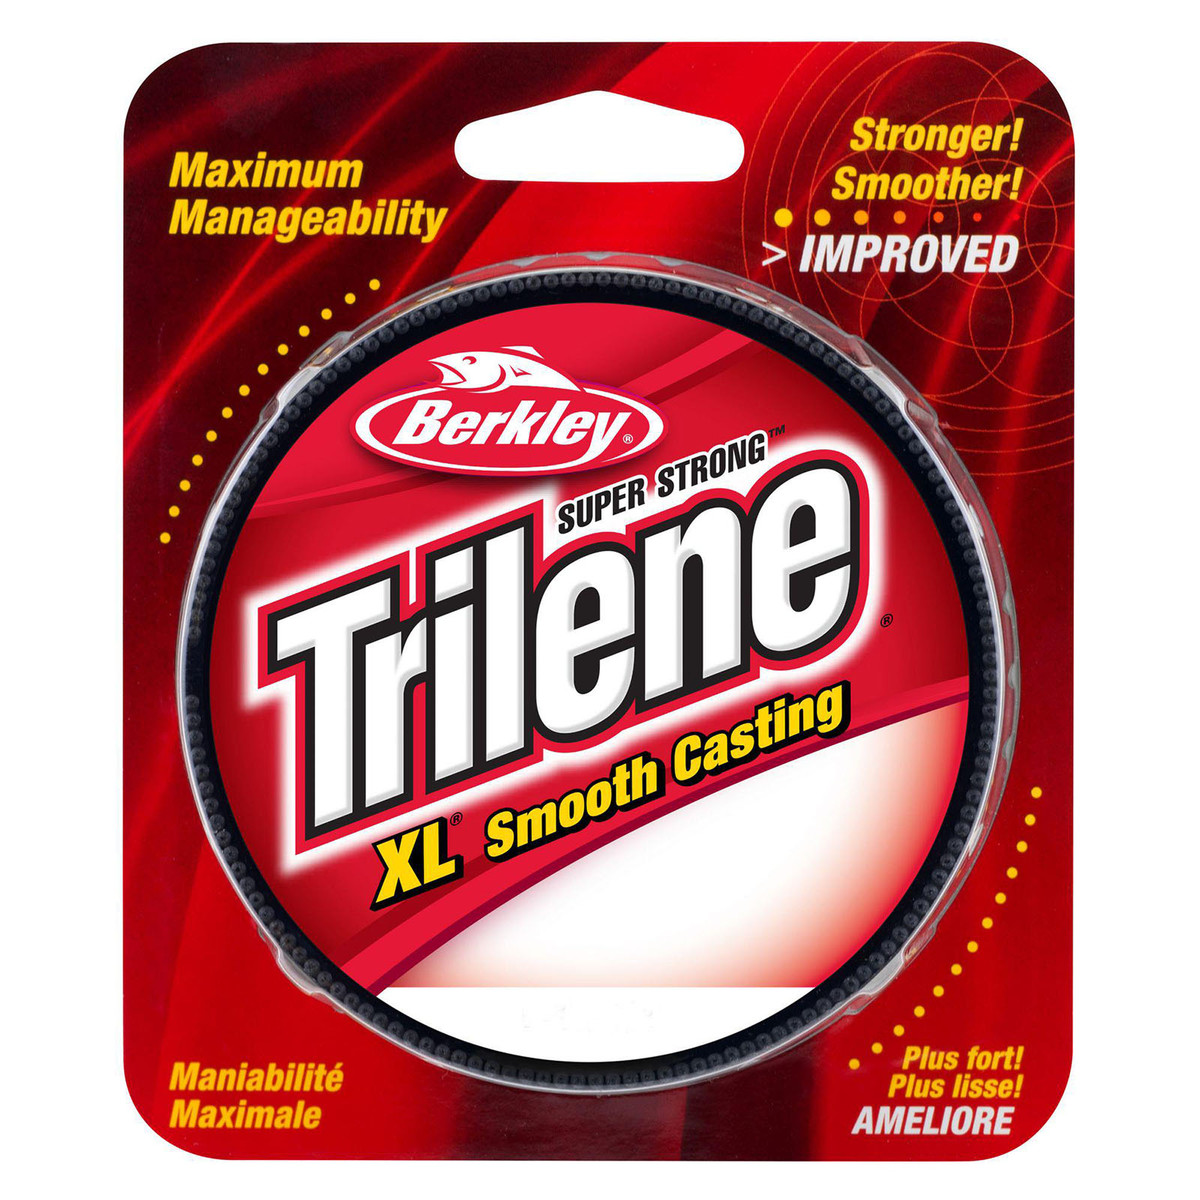 Maximum
Manageability
Stronger!
Smoother!
> IMPROVED
Berkley®
SUPER STRONG™
Trilene®
XL® Smooth Casting
Maniabilité
Maximale
Plus fort!
Plus lisse!
AMELIORE